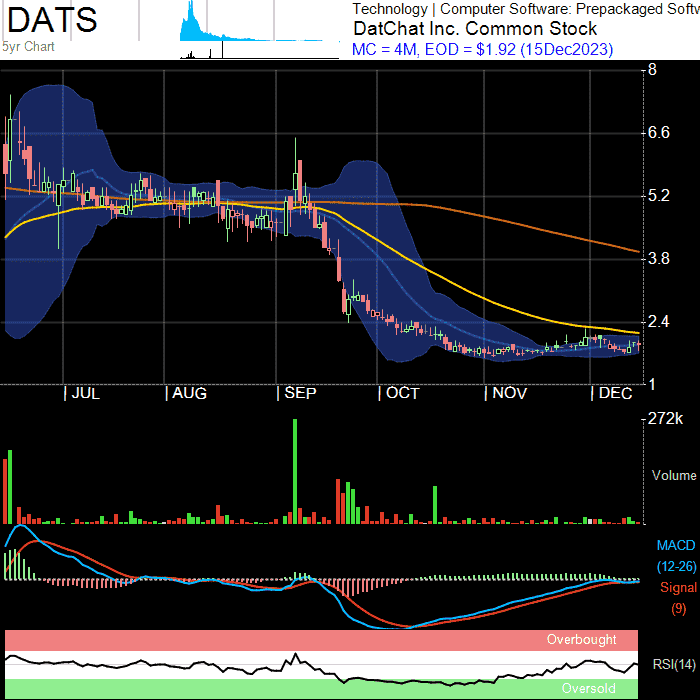 DATS
5yr Chart
Technology | Computer Software: Prepackaged Softw
DatChat Inc. Common Stock
MC = 4M, EOD = $1.92 (15Dec2023)
8
6.6
5.2
3.8
2.4
1
JUL AUG SEP OCT NOV DEC
272k
Volume
MACD
(12-26)
Signal
(9)
Overbought
RSI(14)
Oversold